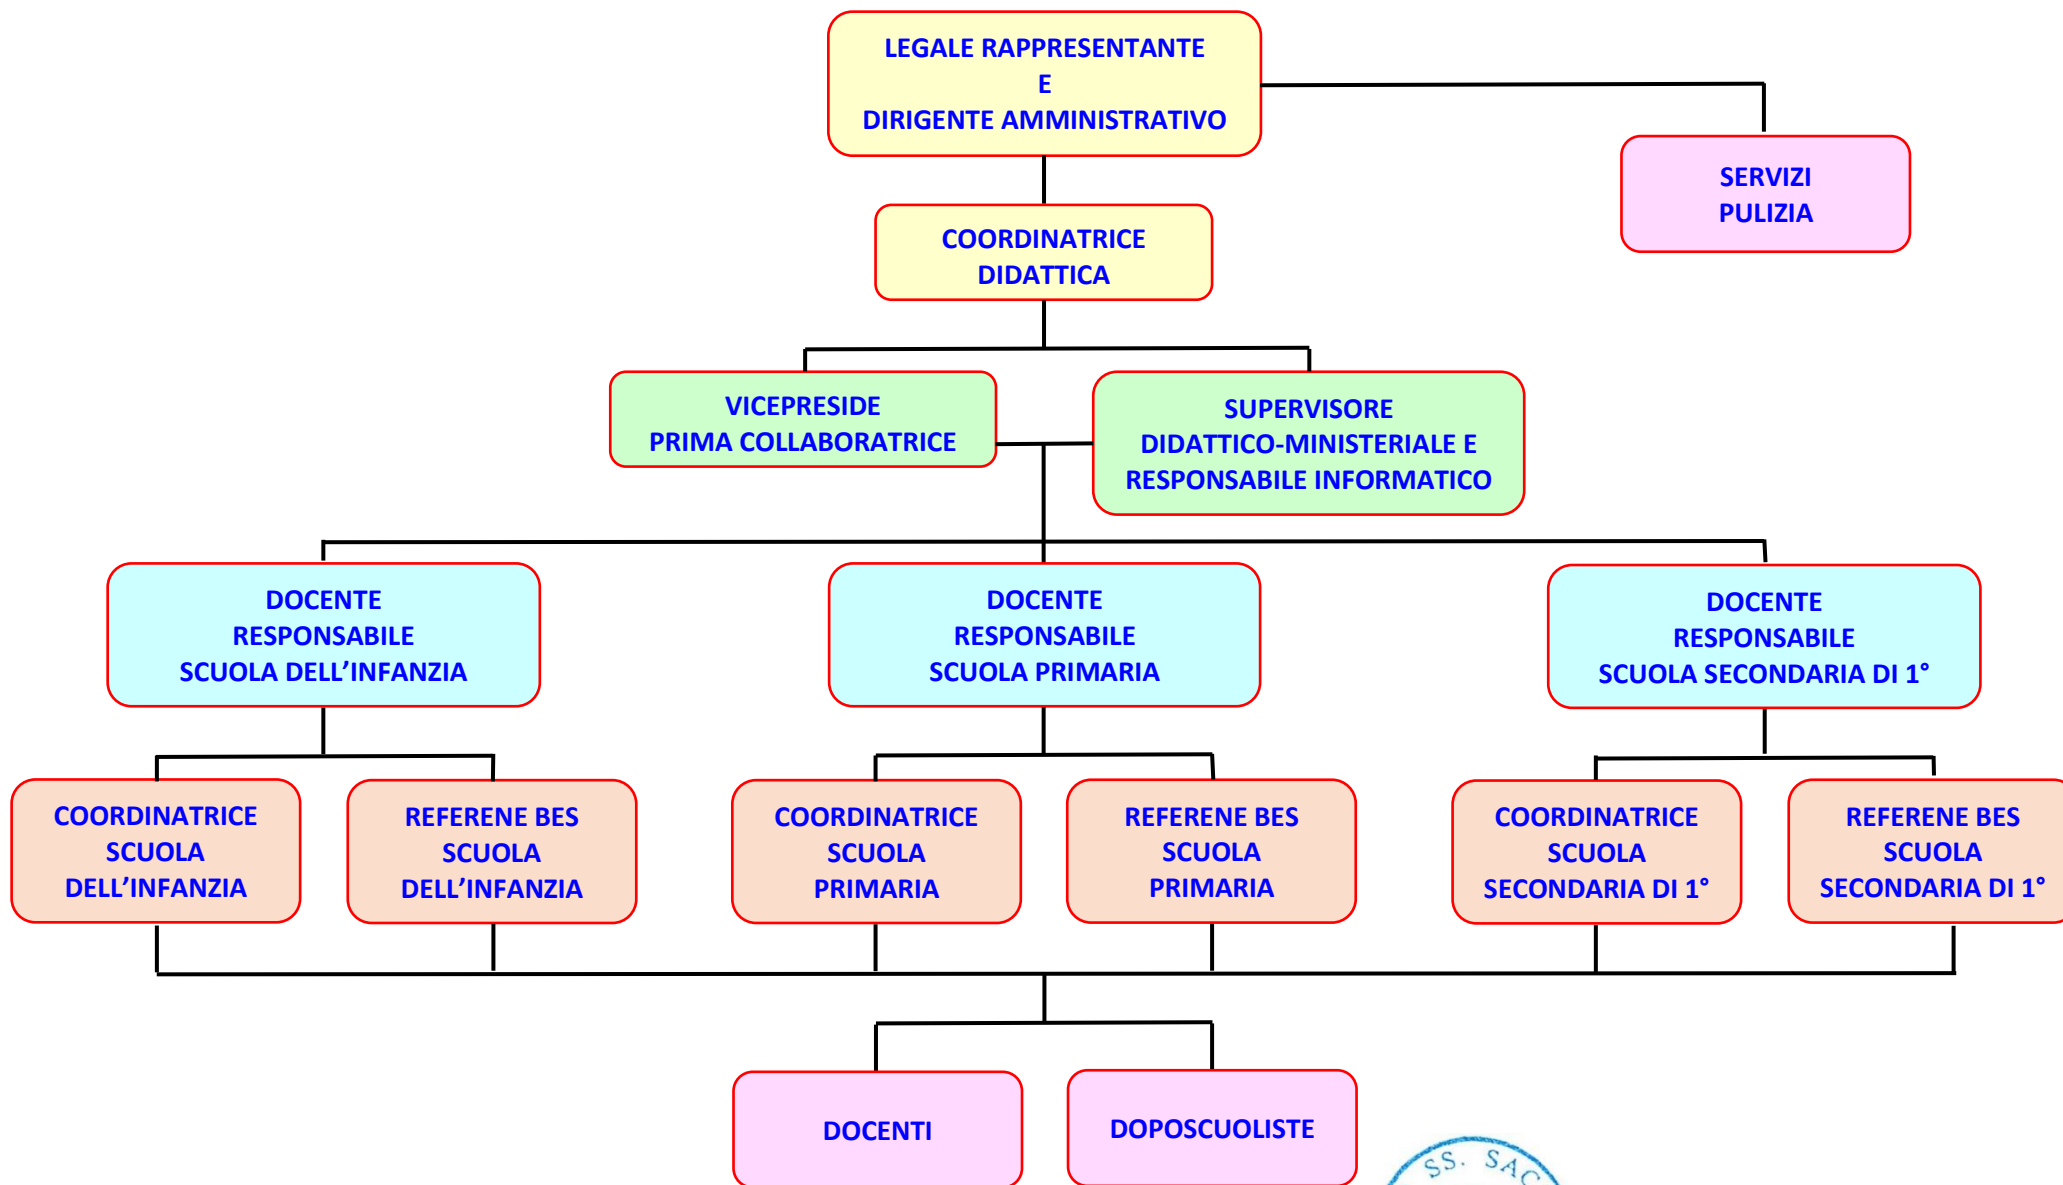 LEGALE RAPPRESENTANTE
E
DIRIGENTE AMMINISTRATIVO
SERVIZI
PULIZIA
COORDINATRICE
DIDATTICA
VICEPRESIDE
PRIMA COLLABORATRICE
SUPERVISORE
DIDATTICO-MINISTERIALE E
RESPONSABILE INFORMATICO
DOCENTE
RESPONSABILE
SCUOLA DELL’INFANZIA
DOCENTE
RESPONSABILE
SCUOLA PRIMARIA
DOCENTE
RESPONSABILE
SCUOLA SECONDARIA DI 1°
COORDINATRICE
SCUOLA
DELL’INFANZIA
REFERENE BES
SCUOLA
DELL’INFANZIA
COORDINATRICE
SCUOLA
PRIMARIA
REFERENE BES
SCUOLA
PRIMARIA
COORDINATRICE
SCUOLA
SECONDARIA DI 1°
REFERENE BES
SCUOLA
SECONDARIA DI 1°
DOCENTI
DOPOSCUOLISTE
SS. SAC